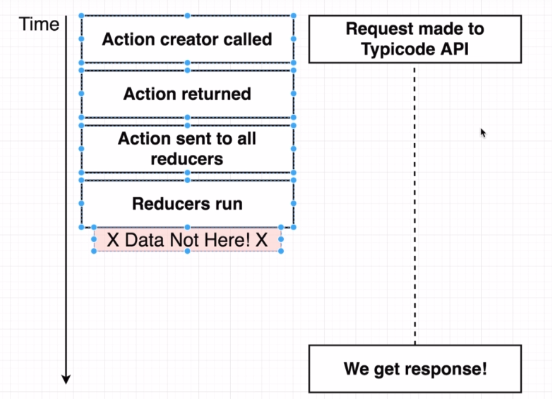 Time
Action creator called
Action returned
Action sent to all
reducers
Reducers run
X Data Not Here! X
Request made to
Typicode API
We get response!